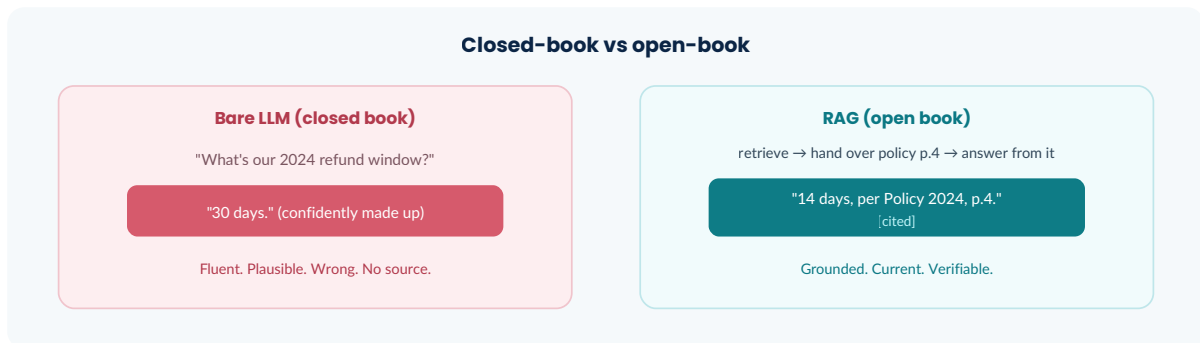 Closed-book vs open-book
Bare LLM (closed book)
"What's our 2024 refund window?"
"30 days." (confidently made up)
Fluent. Plausible. Wrong. No source.
RAG (open book)
retrieve → hand over policy p.4 → answer from it
"14 days, per Policy 2024, p.4."
[cited]
Grounded. Current. Verifiable.